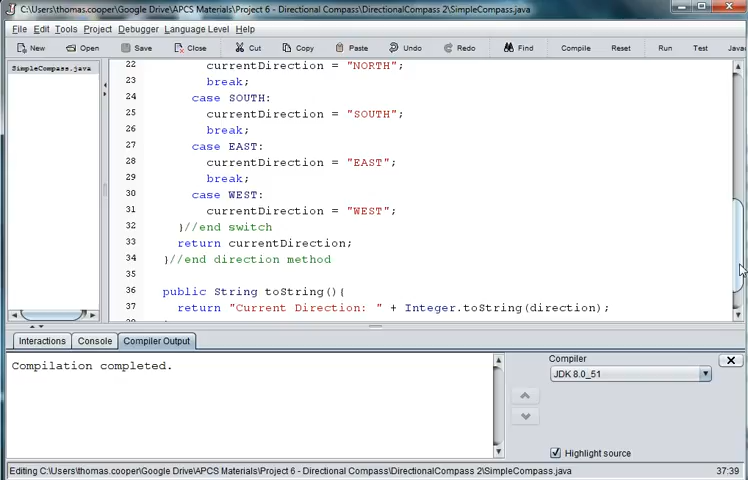 C:\Users\thomas.cooper\Google Drive\APCS Materials\Project 6 - Directional Compass\DirectionalCompass 2\SimpleCompass.java
File Edit Tools Project Debugger Language Level Help
New Open Save Close Cut Copy Paste Undo Redo Find Compile Reset Run Test Javac
SimpleCompass.java
22 currentDirection = "NORTH";
23 break;
24 case SOUTH:
25 currentDirection = "SOUTH";
26 break;
27 case EAST:
28 currentDirection = "EAST";
29 break;
30 case WEST:
31 currentDirection = "WEST";
32 }//end switch
33 return currentDirection;
34 }//end direction method
35
36 public String toString(){
37 return "Current Direction: " + Integer.toString(direction);
Interactions Console Compiler Output
Compilation completed.
Compiler
JDK 8.0_51
Highlight source
Editing C:\Users\thomas.cooper\Google Drive\APCS Materials\Project 6 - Directional Compass\DirectionalCompass 2\SimpleCompass.java 37:39